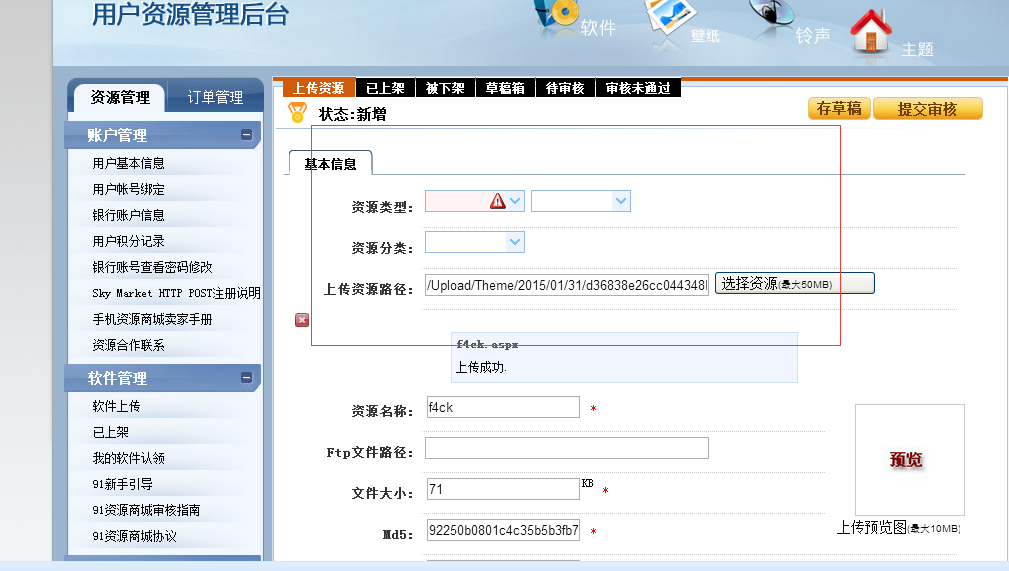 用户资源管理后台
软件
壁纸
铃声
主题
资源管理 订单管理
账户管理
用户基本信息
用户帐号绑定
银行账户信息
用户积分记录
银行账号查看密码修改
Sky Market HTTP POST注册说明
手机资源商城卖家手册
资源合作联系
软件管理
软件上传
已上架
我的软件认领
91新手引导
91资源商城审核指南
91资源商城协议
上传资源 已上架 被下架 草稿箱 待审核 审核未通过
状态:新增
存草稿 提交审核
基本信息
资源类型:
资源分类:
上传资源路径: /Upload/Theme/2015/01/31/d36838e26cc044348 选择资源(最大50MB)
f4ck.aspx
上传成功.
资源名称: f4ck *
Ftp文件路径:
文件大小: 71 KB *
Md5: 92250b0801c4c35b5b3fb7 *
预览
上传预览图(最大10MB)